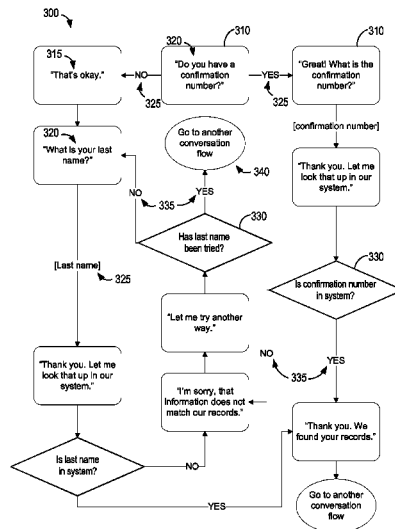 300
315
"That's okay."
320
310
"Do you have a
confirmation
number?"
310
"Great! What is the
confirmation
number?"
NO
325
YES
325
320
"What is your last
name?"
Go to another
conversation
flow
340
[confirmation number]
"Thank you. Let me
look that up in our
system."
NO
335
YES
330
Has last name
been tried?
330
Is confirmation number
in system?
[Last name]
325
"Let me try another
way."
NO
335
YES
"Thank you. Let me
look that up in our
system."
"I'm sorry, that
information does not
match our records."
"Thank you. We
found your records."
Is last name
in system?
NO
YES
Go to another
conversation
flow